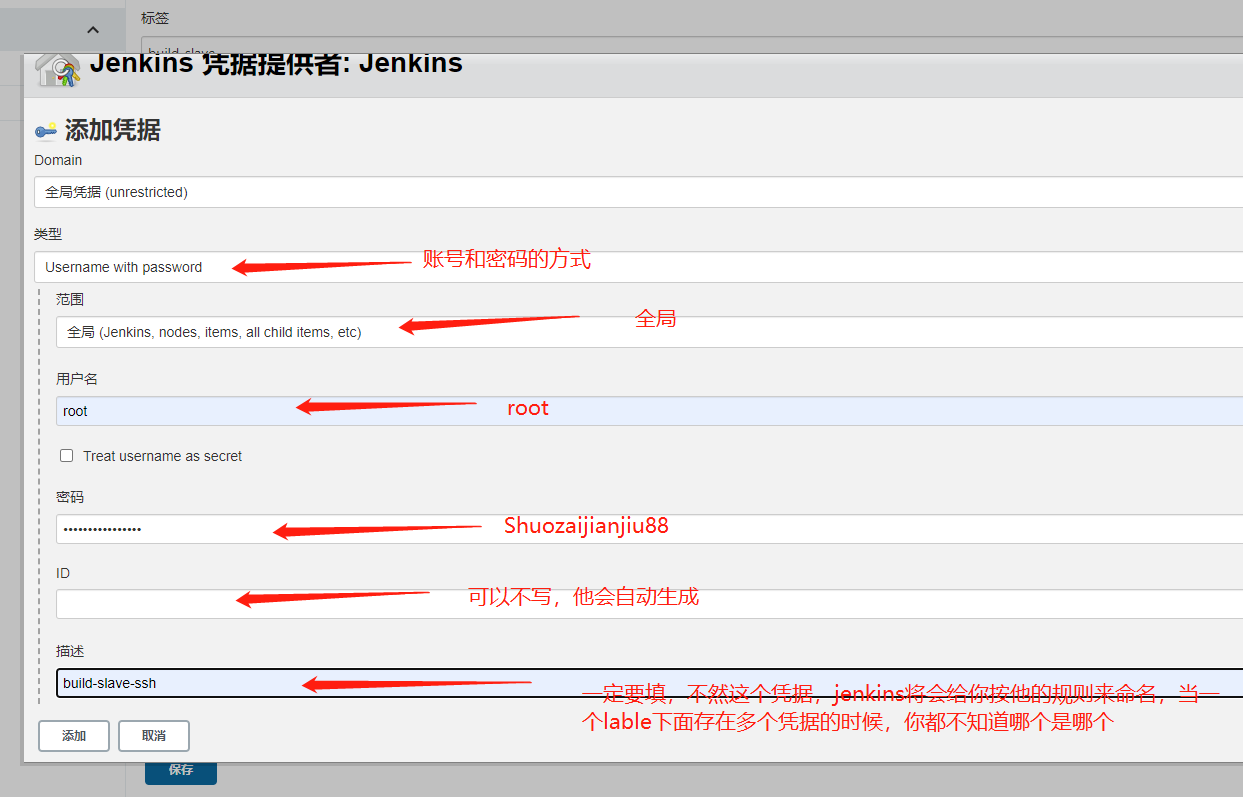 标签
build-slave
Jenkins 凭据提供者: Jenkins
添加凭据
Domain
全局凭据 (unrestricted)
类型
Username with password
账号和密码的方式
范围
全局 (Jenkins, nodes, items, all child items, etc)
全局
用户名
root
root
Treat username as secret
密码
•••••••••••••••
Shuozaijianjiu88
ID
可以不写，他会自动生成
描述
build-slave-ssh
一定要填，不然这个凭据，jenkins将会给你按他的规则来命名，当一
个lable下面存在多个凭据的时候，你都不知道哪个是哪个
添加
取消
保存